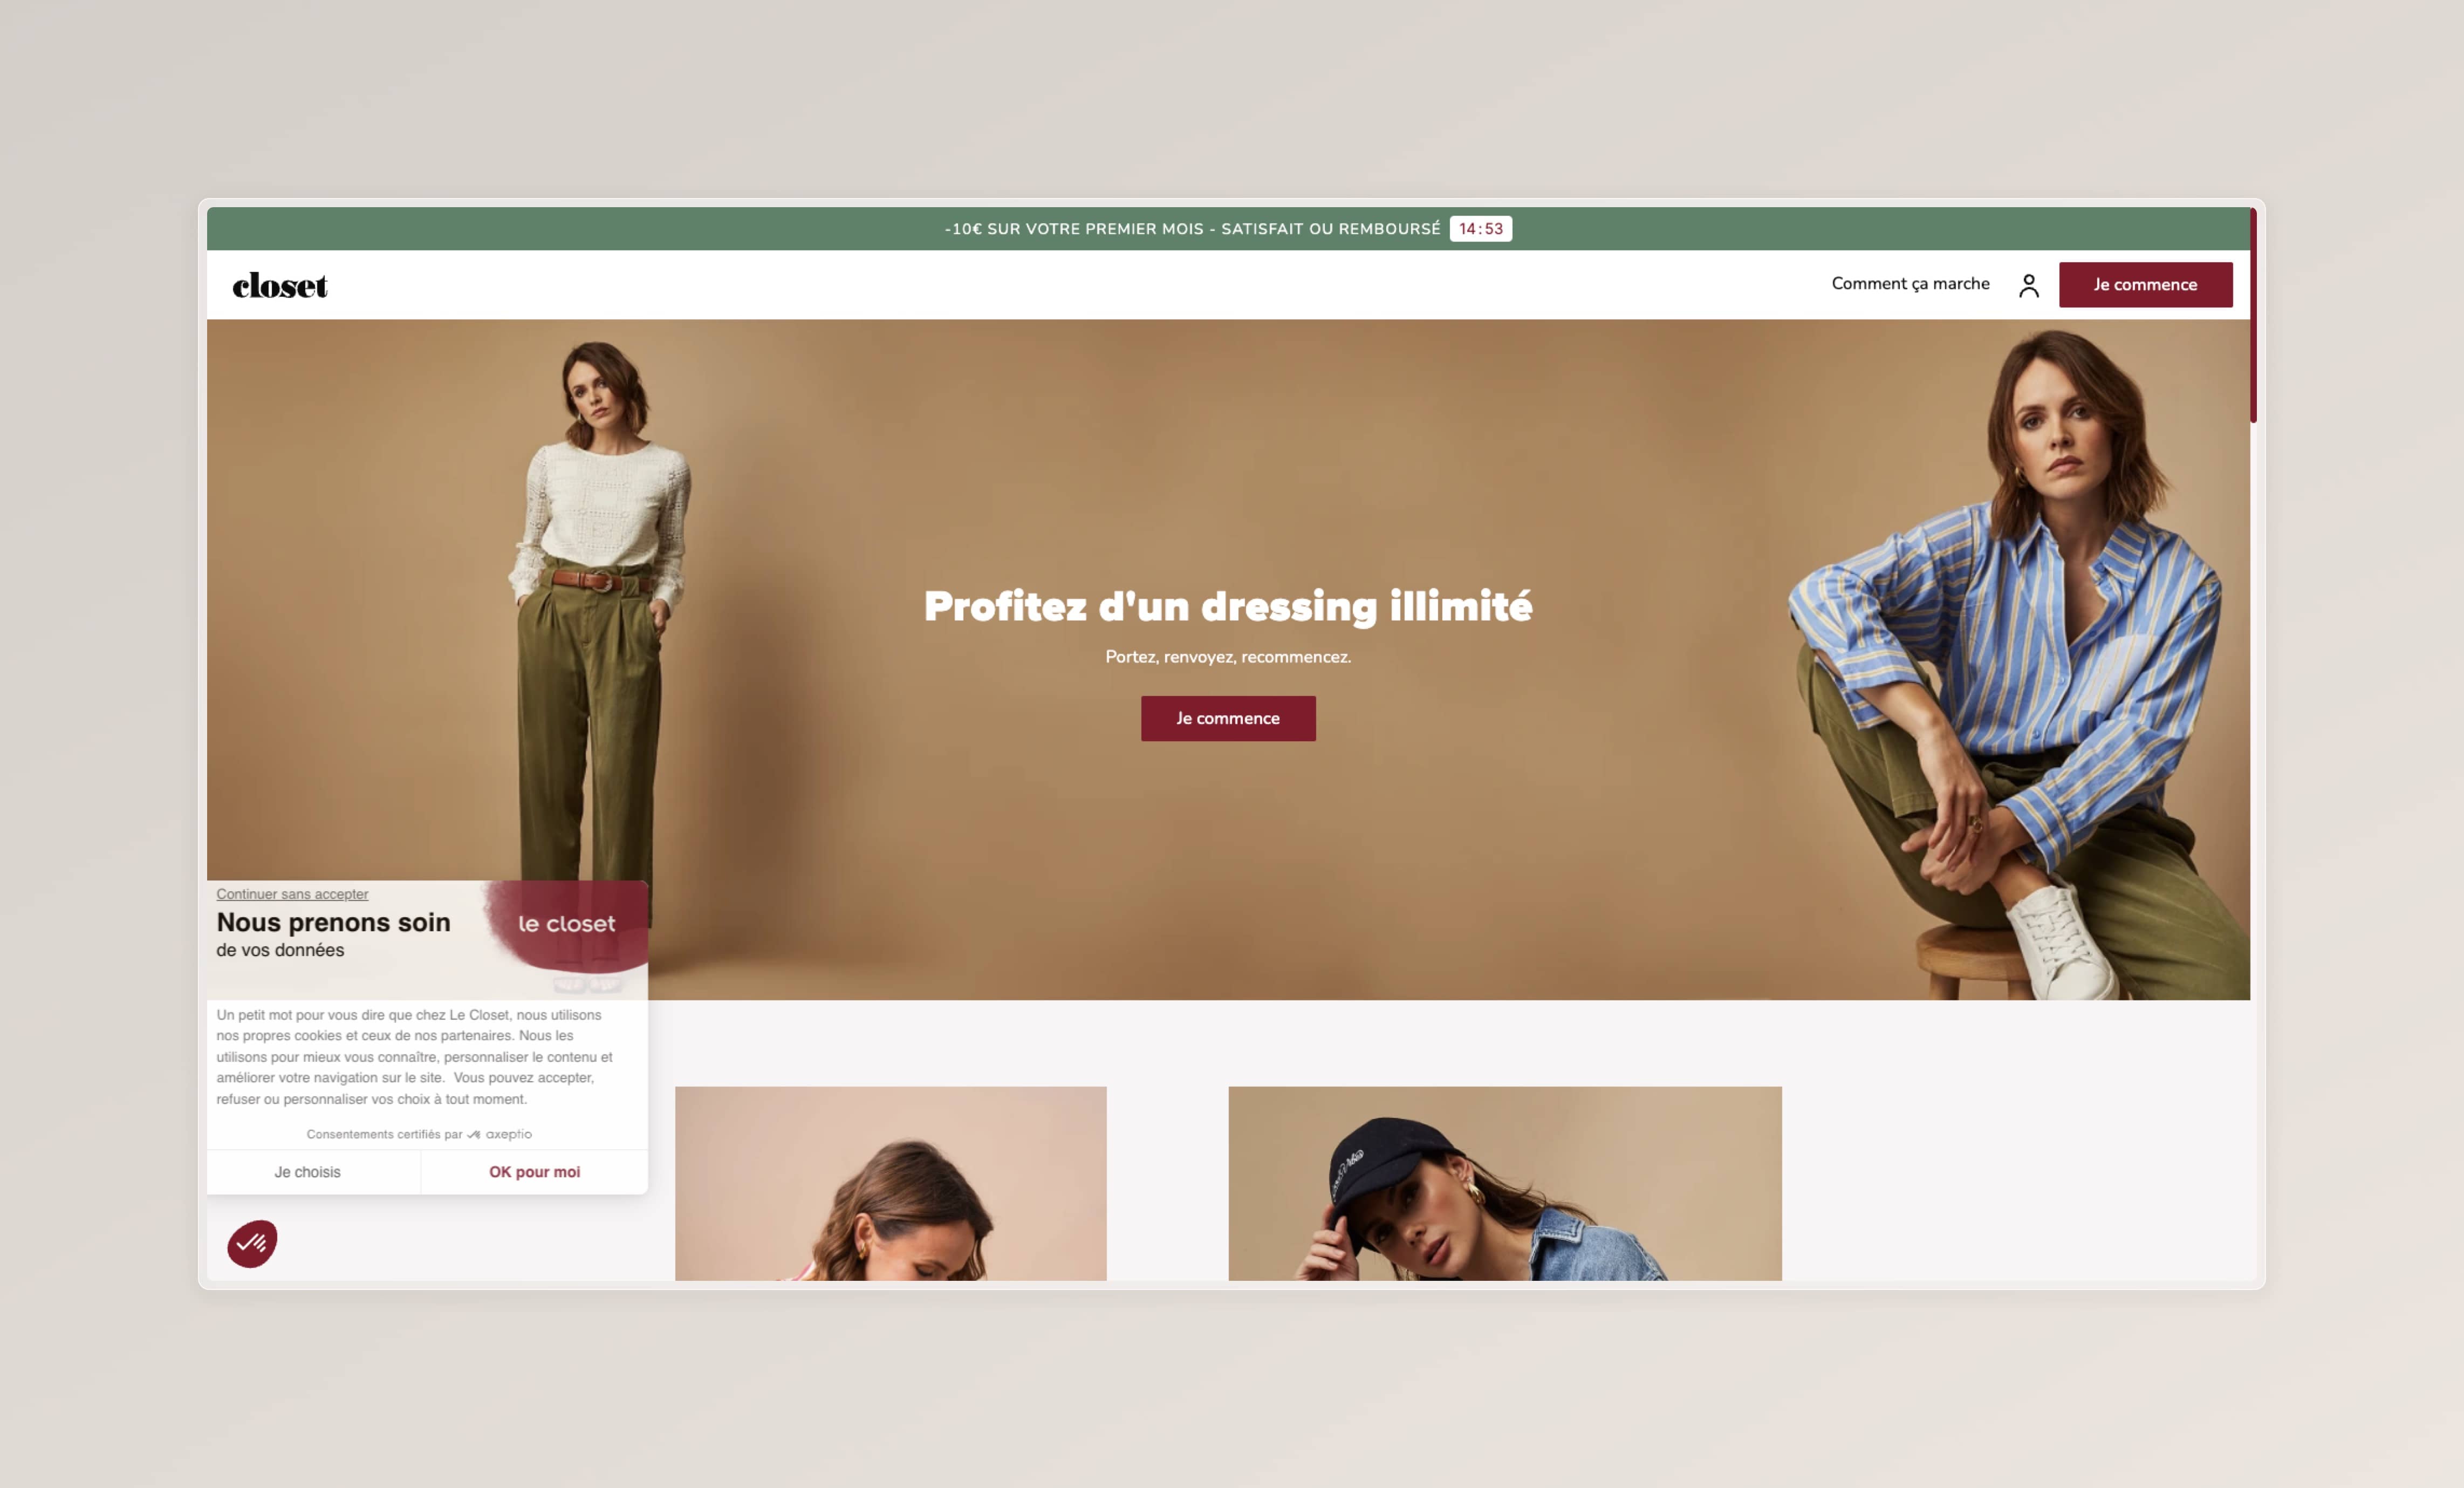 -10€ SUR VOTRE PREMIER MOIS - SATISFAIT OU REMBOURSÉ 14:53
closet
Comment ça marche
Je commence
Profitez d'un dressing illimité
Portez, renvoyez, recommencez.
Je commence
Continuer sans accepter
Nous prenons soin
de vos données
le closet
Un petit mot pour vous dire que chez Le Closet, nous utilisons
nos propres cookies et ceux de nos partenaires. Nous les
utilisons pour mieux vous connaître, personnaliser le contenu et
améliorer votre navigation sur le site.  Vous pouvez accepter,
refuser ou personnaliser vos choix à tout moment.
Consentements certifiés par axeptio
Je choisis
OK pour moi